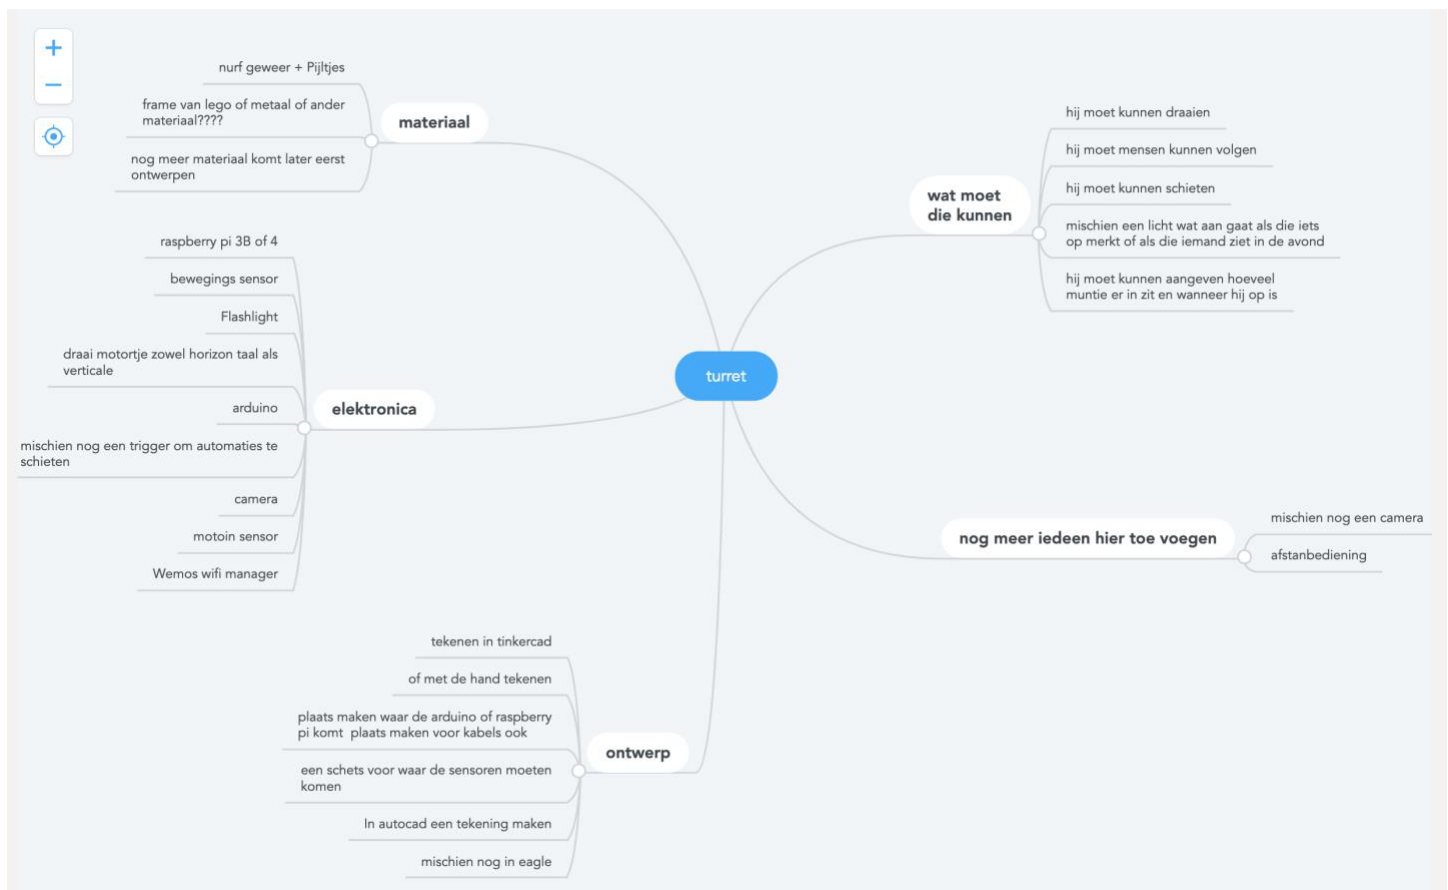 nurf geweer + Pijltjes
frame van lego of metaal of ander
materiaal????
nog meer materiaal komt later eerst
ontwerpen
materiaal
raspberry pi 3B of 4
bewegings sensor
Flashlight
draai motortje zowel horizon taal als
verticale
arduino
mischien nog een trigger om automaties te
schieten
camera
motoin sensor
Wemos wifi manager
elektronica
tekenen in tinkercad
of met de hand tekenen
plaats maken waar de arduino of raspberry
pi komt plaats maken voor kabels ook
een schets voor waar de sensoren moeten
komen
In autocad een tekening maken
mischien nog in eagle
ontwerp
turret
wat moet
die kunnen
hij moet kunnen draaien
hij moet mensen kunnen volgen
hij moet kunnen schieten
mischien een licht wat aan gaat als die iets
op merkt of als die iemand ziet in de avond
hij moet kunnen aangeven hoeveel
muntie er in zit en wanneer hij op is
nog meer iedeen hier toe voegen
mischien nog een camera
afstanbediening